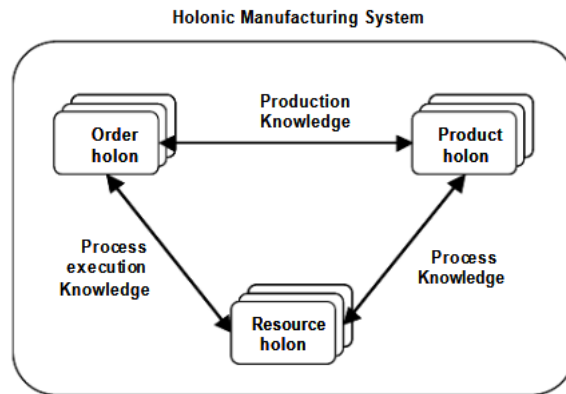 Holonic Manufacturing System
Production
Knowledge
Order
holon
Product
holon
Process
execution
Knowledge
Process
Knowledge
Resource
holon